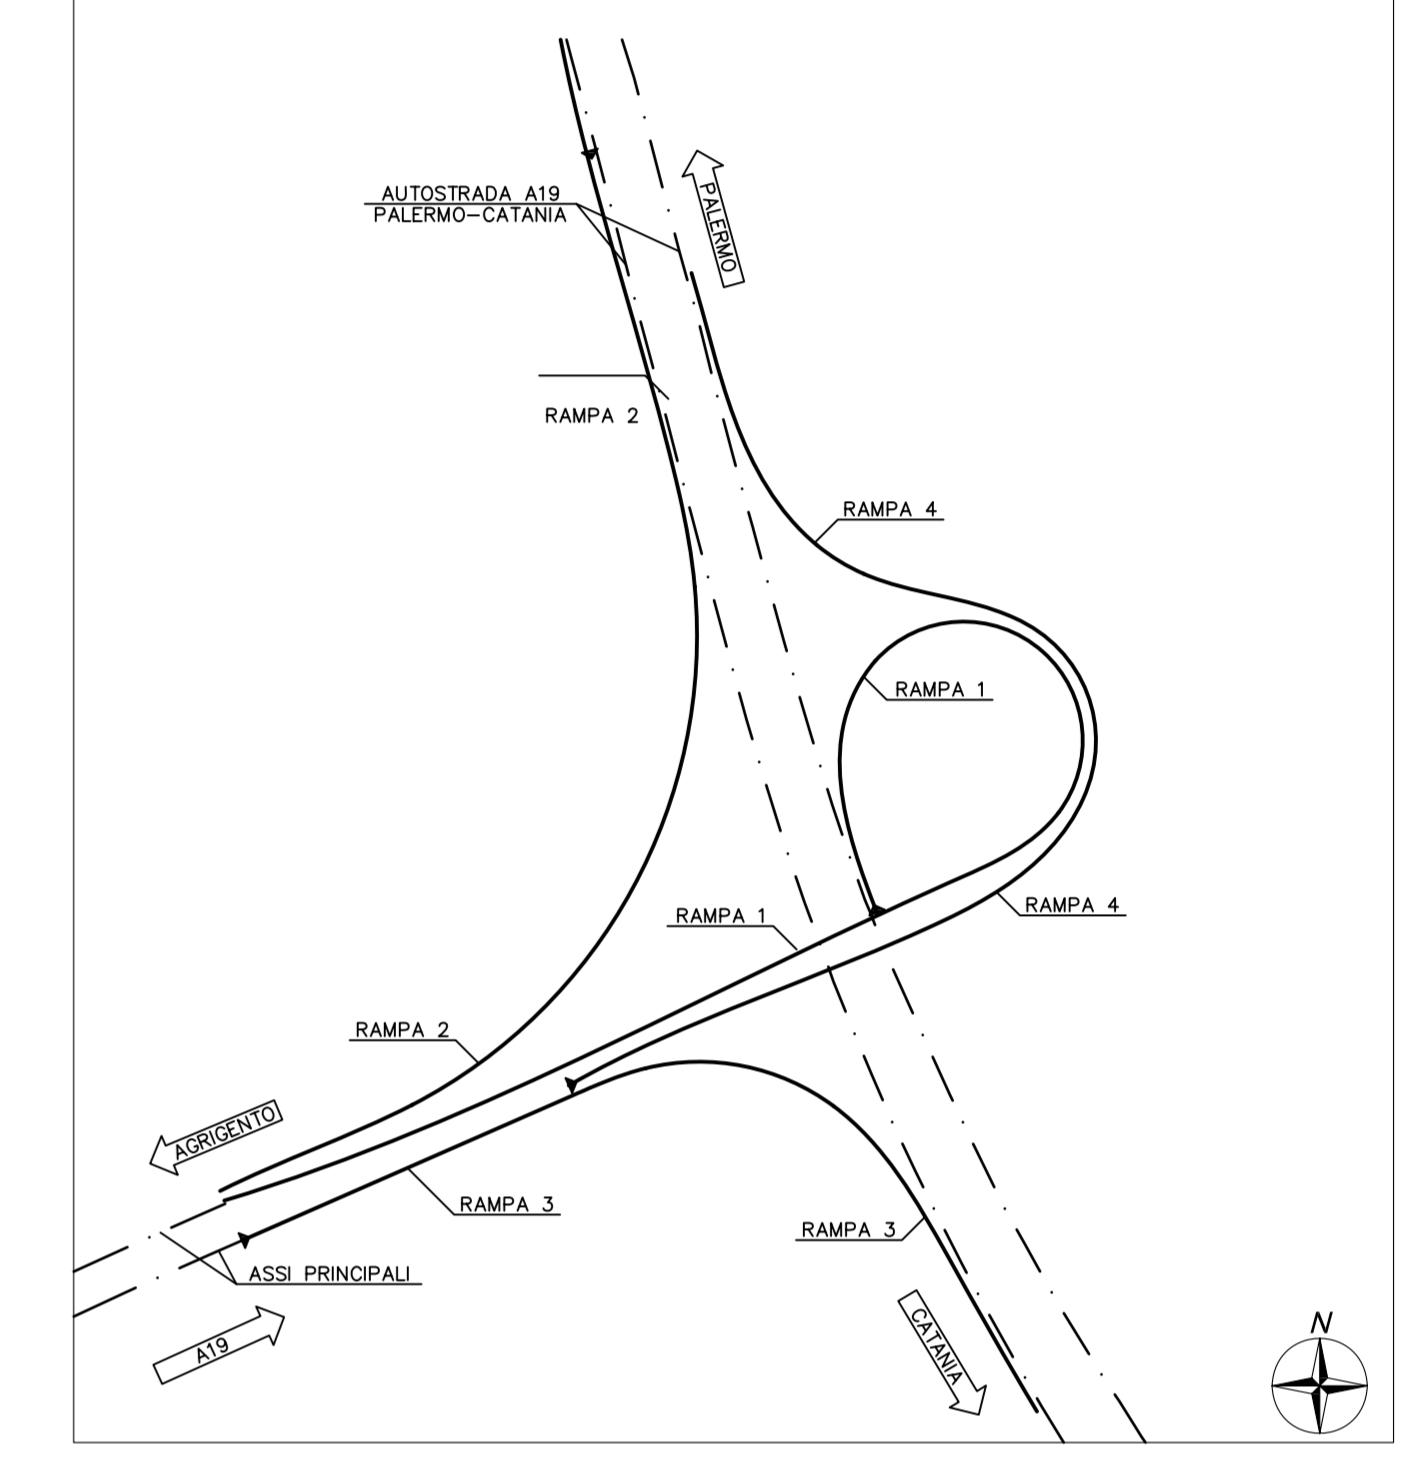 AUTOSTRADA A19
PALERMO-CATANIA
PALERMO
RAMPA 2
RAMPA 4
RAMPA 1
RAMPA 1
RAMPA 4
RAMPA 2
AGRIGENTO
RAMPA 3
RAMPA 3
ASSI PRINCIPALI
A19
CATANIA
N